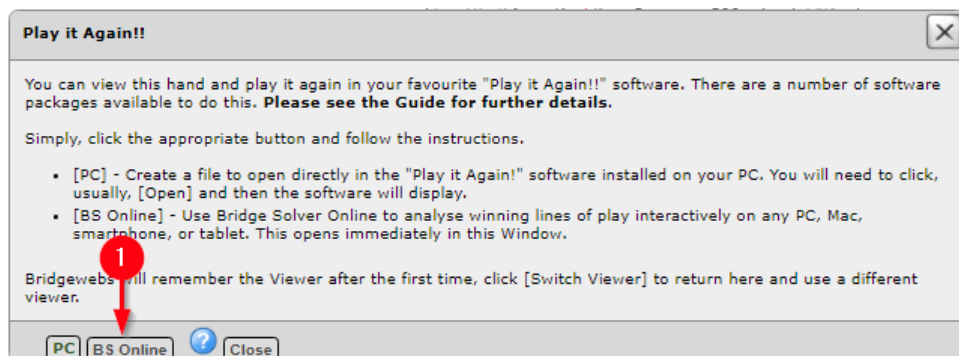 Play it Again!!
You can view this hand and play it again in your favourite "Play it Again!!" software. There are a number of software
packages available to do this. Please see the Guide for further details.
Simply, click the appropriate button and follow the instructions.
• [PC] - Create a file to open directly in the "Play it Again!" software installed on your PC. You will need to click,
usually, [Open] and then the software will display.
• [BS Online] - Use Bridge Solver Online to analyse winning lines of play interactively on any PC, Mac,
smartphone, or tablet. This opens immediately in this Window.
1
Bridgewebs will remember the Viewer after the first time, click [Switch Viewer] to return here and use a different
viewer.
PC BS Online ? Close